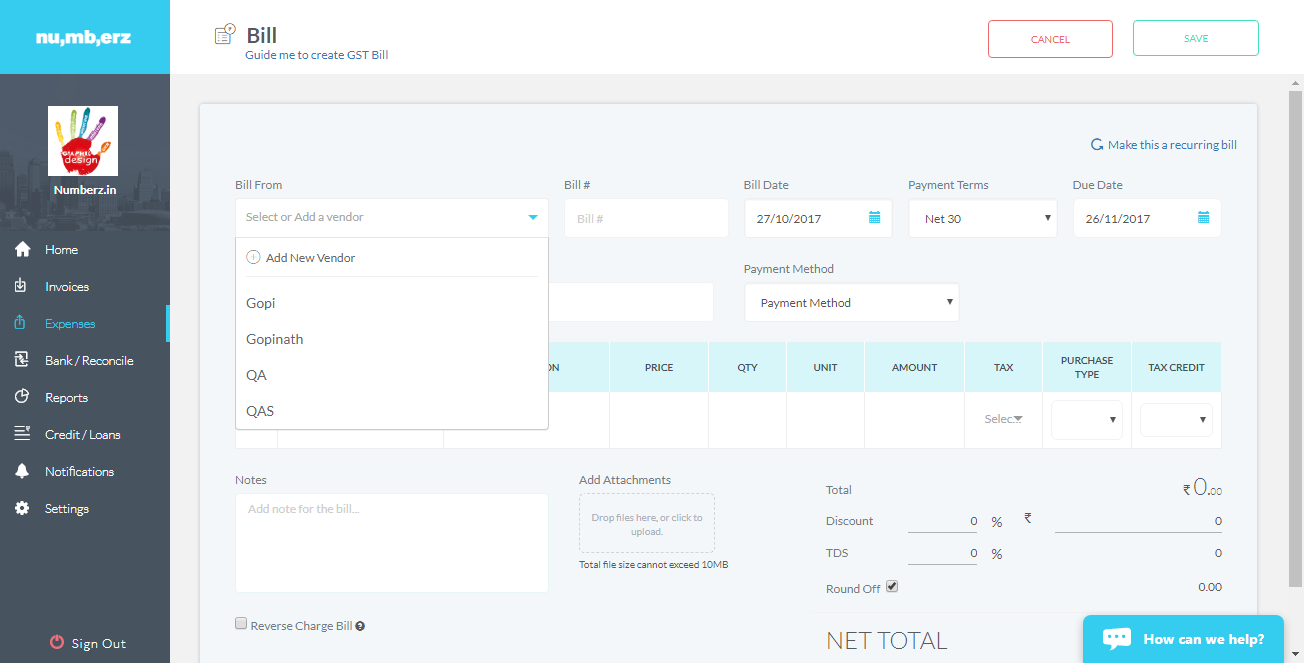 nu,mb,erz
Bill
Guide me to create GST Bill
CANCEL
SAVE
GRAPHIC
design
Numberz.in
Home
Invoices
Expenses
Bank / Reconcile
Reports
Credit / Loans
Notifications
Settings
Sign Out
Make this a recurring bill
Bill From
Bill #
Bill Date
Payment Terms
Due Date
Select or Add a vendor
Bill #
27/10/2017
Net 30
26/11/2017
Add New Vendor
Gopi
Gopinath
QA
QAS
Payment Method
Payment Method
ON
PRICE
QTY
UNIT
AMOUNT
TAX
PURCHASE
TYPE
TAX CREDIT
Selec...
Notes
Add note for the bill...
Add Attachments
Drop files here, or click to
upload.
Total file size cannot exceed 10MB
Total
₹0.00
Discount
0 % ₹ 0
TDS
0 % 0
Round Off
0.00
Reverse Charge Bill
NET TOTAL
How can we help?